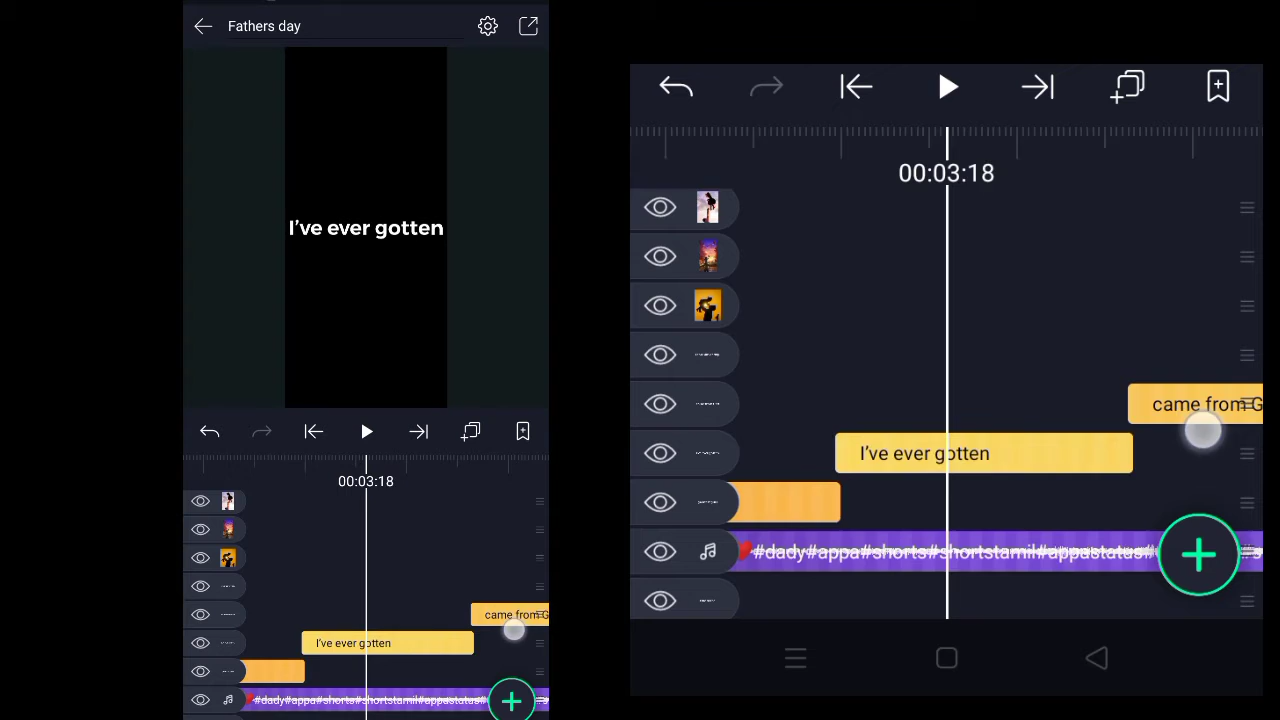 Fathers day
I've ever gotten
00:03:18
came from G
I've ever gotten
#dady#appa#shorts#shortstamil#appastatus#
00:03:18
came from G
I've ever gotten
#dady#appa#shorts#shortstamil#appastatus#